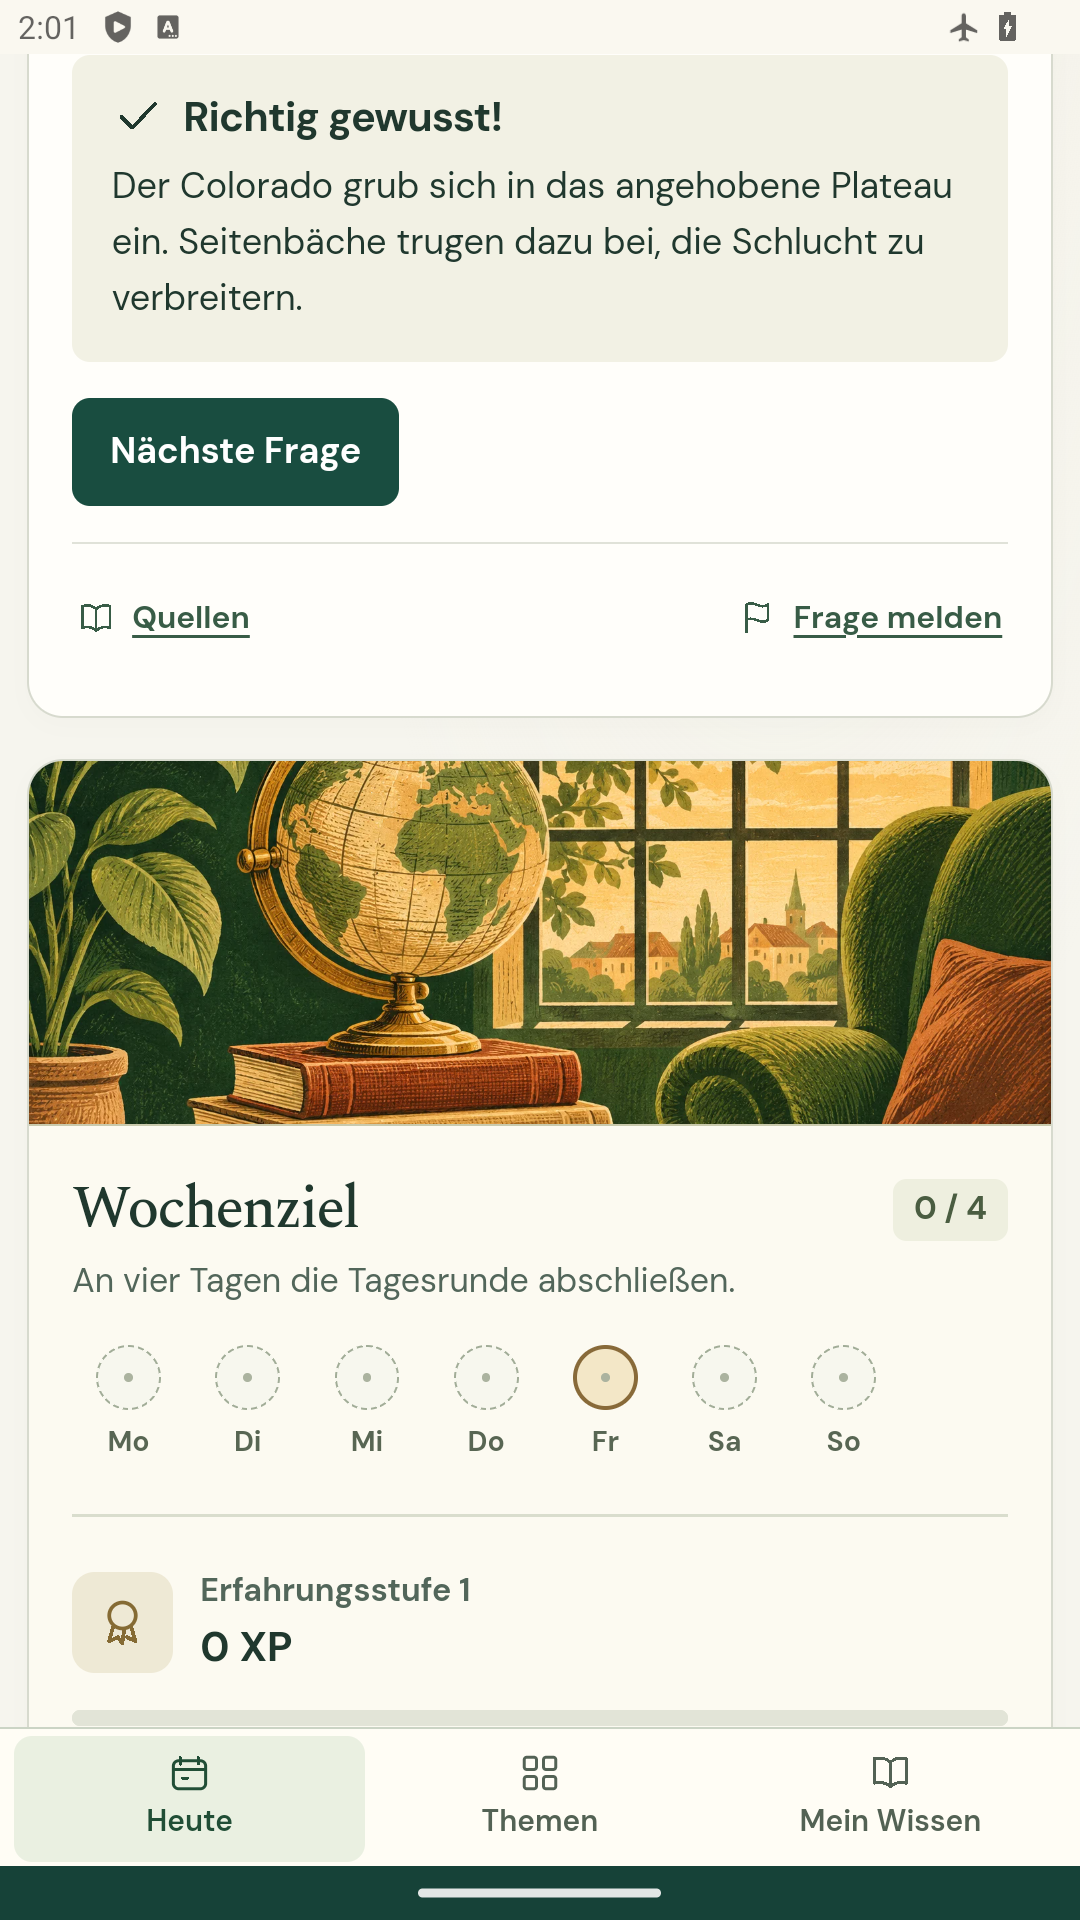 2:01
A
Richtig gewusst!
Der Colorado grub sich in das angehobene Plateau
ein. Seitenbäche trugen dazu bei, die Schlucht zu
verbreitern.
Nächste Frage
Quellen
Frage melden
Wochenziel
0 / 4
An vier Tagen die Tagesrunde abschließen.
Mo Di Mi Do Fr Sa So
Erfahrungsstufe 1
0 XP
Heute
Themen
Mein Wissen